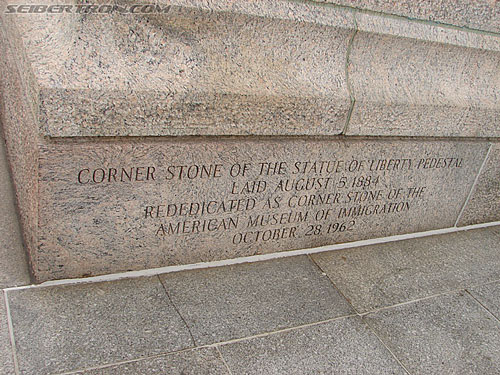 SEIBERTRON.COM
CORNER STONE OF THE STATUE OF LIBERTY PEDESTAL
LAID AUGUST 5, 1884
REDEDICATED AS CORNER STONE OF THE
AMERICAN MUSEUM OF IMMIGRATION
OCTOBER, 28, 1962